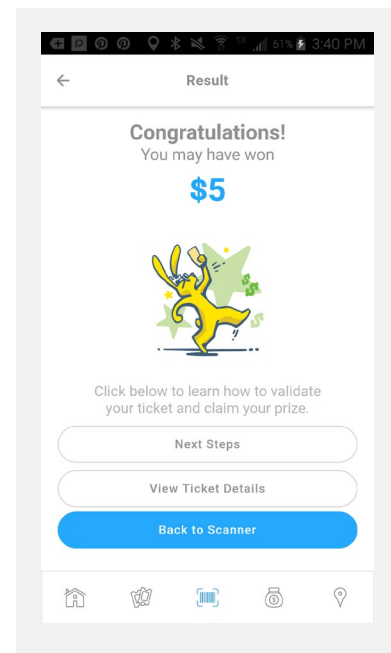 1X 61% 3:40 PM
Result
Congratulations!
You may have won
$5
Click below to learn how to validate
your ticket and claim your prize.
Next Steps
View Ticket Details
Back to Scanner